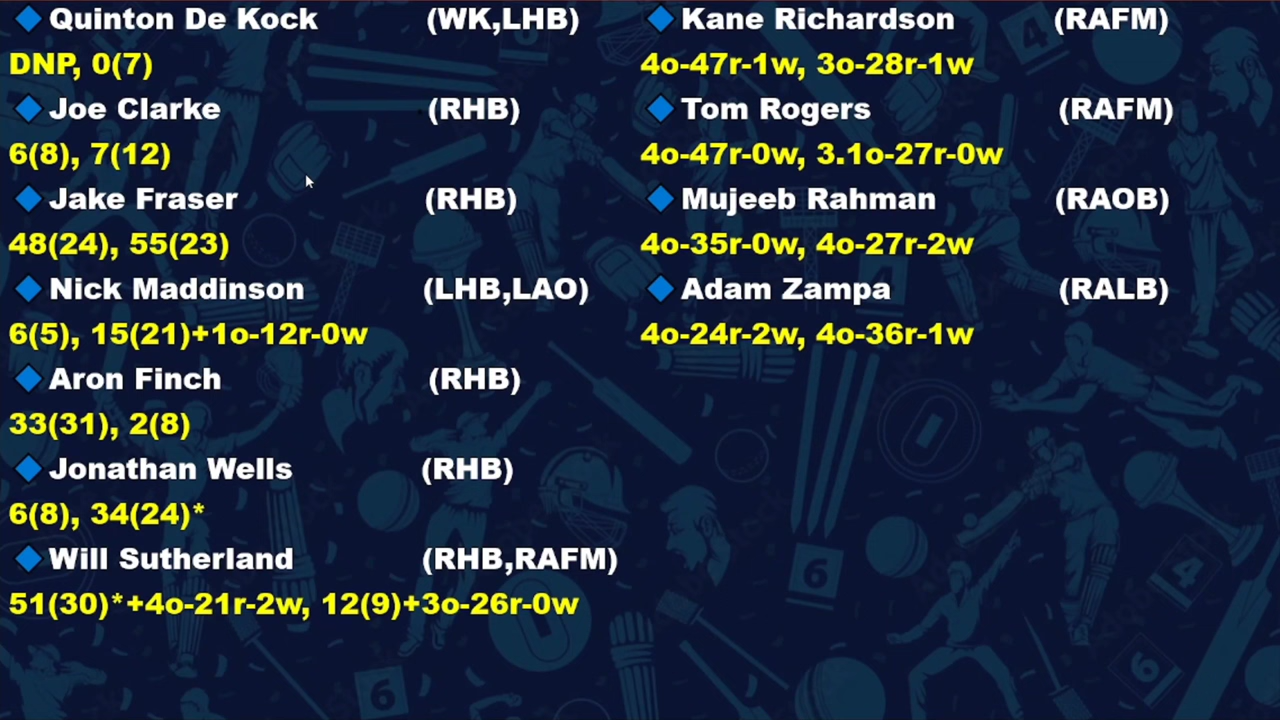 Quinton De Kock (WK,LHB)
DNP, 0(7)
Joe Clarke (RHB)
6(8), 7(12)
Jake Fraser (RHB)
48(24), 55(23)
Nick Maddinson (LHB,LAO)
6(5), 15(21)+1o-12r-0w
Aron Finch (RHB)
33(31), 2(8)
Jonathan Wells (RHB)
6(8), 34(24)*
Will Sutherland (RHB,RAFM)
51(30)*+4o-21r-2w, 12(9)+3o-26r-0w
Kane Richardson (RAFM)
4o-47r-1w, 3o-28r-1w
Tom Rogers (RAFM)
4o-47r-0w, 3.1o-27r-0w
Mujeeb Rahman (RAOB)
4o-35r-0w, 4o-27r-2w
Adam Zampa (RALB)
4o-24r-2w, 4o-36r-1w
4
6
4
6
6